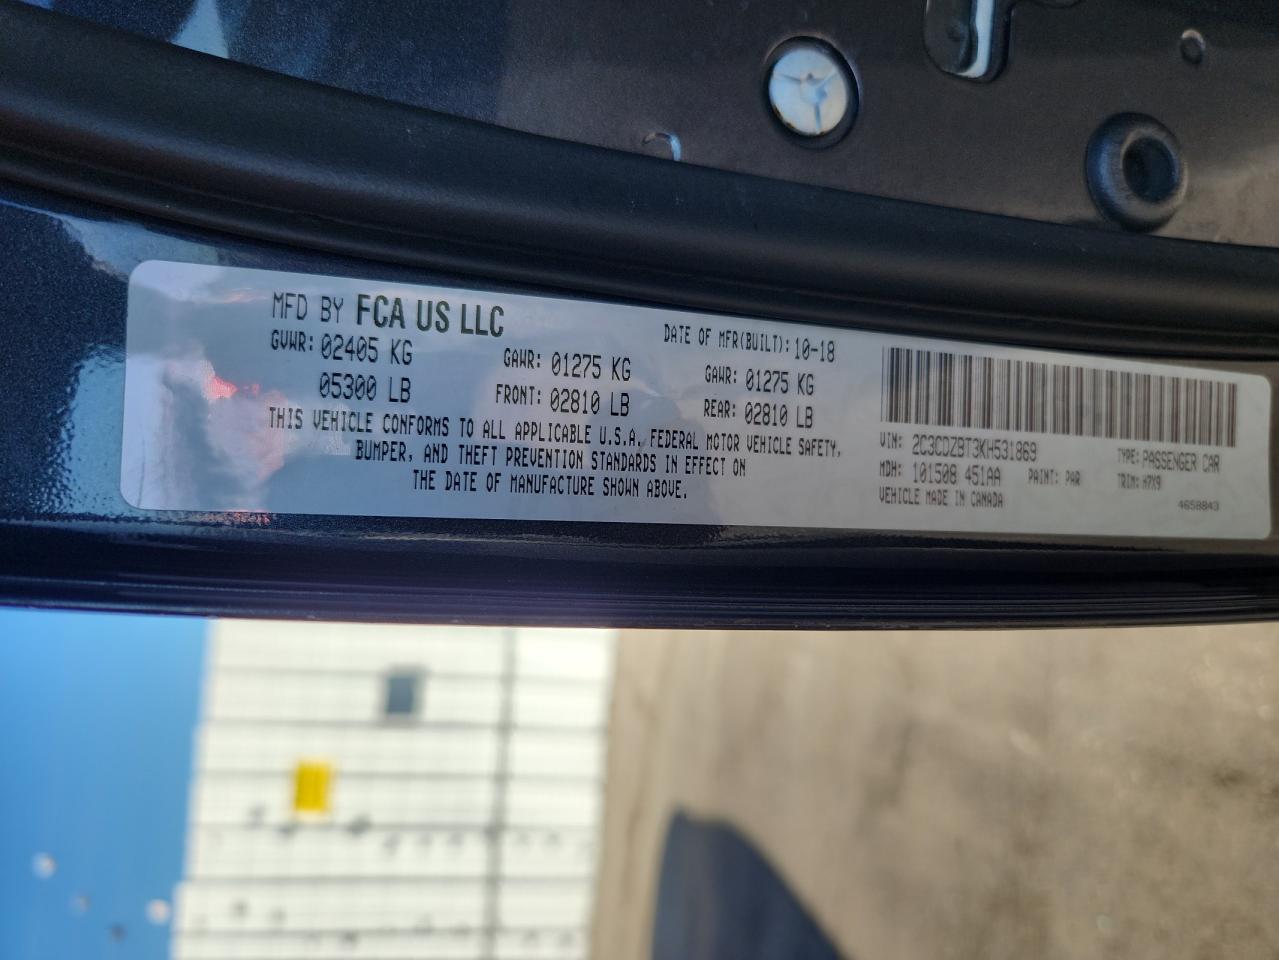 MFD BY FCA US LLC
DATE OF MFR(BUILT): 10-18
GVWR: 02405 KG
GAWR: 01275 KG
GAWR: 01275 KG
05300 LB
FRONT: 02810 LB
REAR: 02810 LB
THIS VEHICLE CONFORMS TO ALL APPLICABLE U.S.A. FEDERAL MOTOR VEHICLE SAFETY,
BUMPER, AND THEFT PREVENTION STANDARDS IN EFFECT ON
THE DATE OF MANUFACTURE SHOWN ABOVE.
VIN: 2C3CDZBT3KH531869
TYPE: PASSENGER CAR
MDH: 101508 451AA
PAINT: PAR
TRIM: H7X9
VEHICLE MADE IN CANADA
4658843